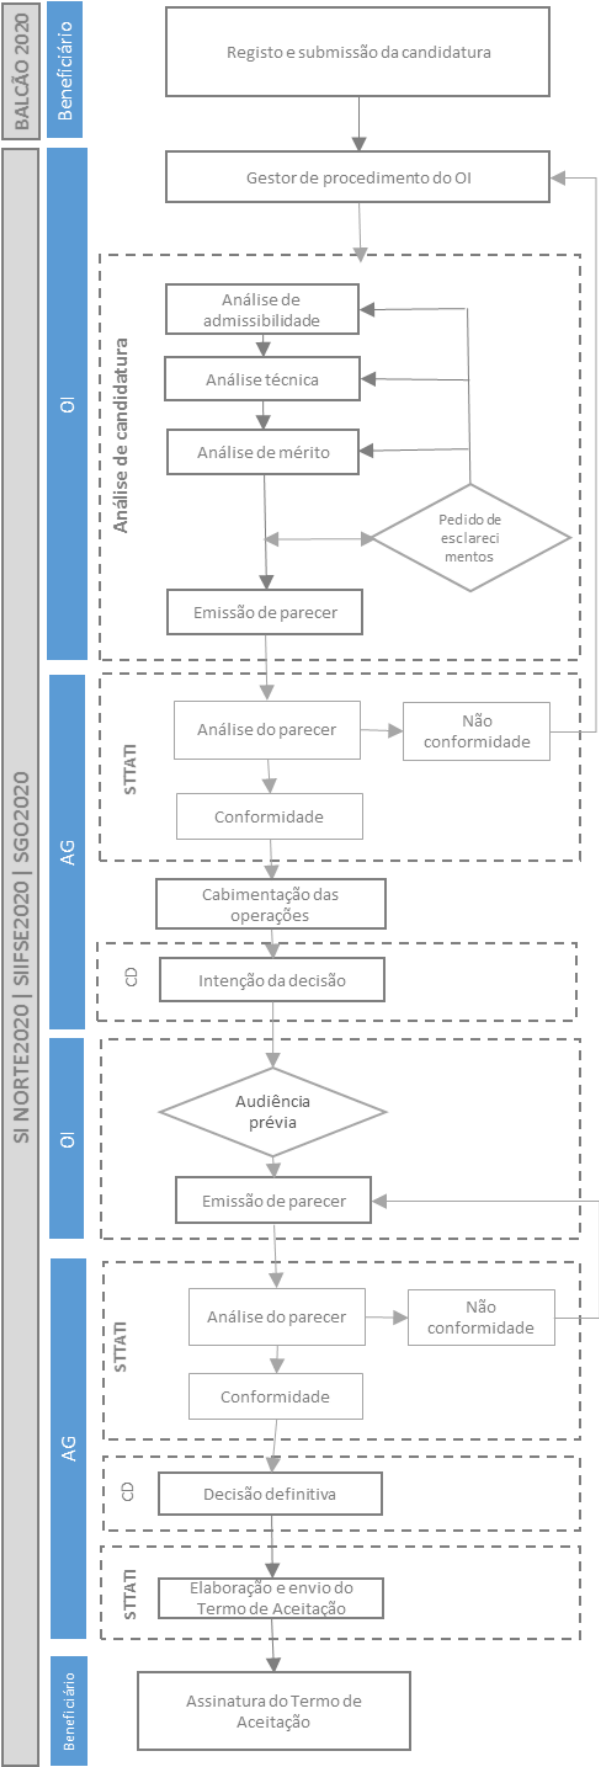 BALCÃO 2020
Beneficiário
Registo e submissão da candidatura
SI NORTE2020 | SIIFSE2020 | SGO2020
OI
Gestor de procedimento do OI
Análise de candidatura
Análise de
admissibilidade
Análise técnica
Análise de mérito
Pedido de
esclareci
mentos
Emissão de parecer
AG
STTATI
Análise do parecer
Não
conformidade
Conformidade
Cabimentação das
operações
CD
Intenção da decisão
OI
Audiência
prévia
Emissão de parecer
AG
STTATI
Análise do parecer
Não
conformidade
Conformidade
CD
Decisão definitiva
STTATI
Elaboração e envio do
Termo de Aceitação
Beneficiário
Assinatura do Termo de
Aceitação